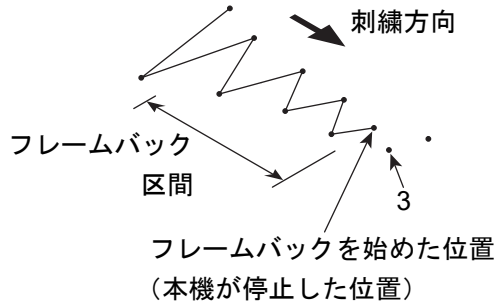 刺繍方向
フレームバック
区間
3
フレームバックを始めた位置
（本機が停止した位置）